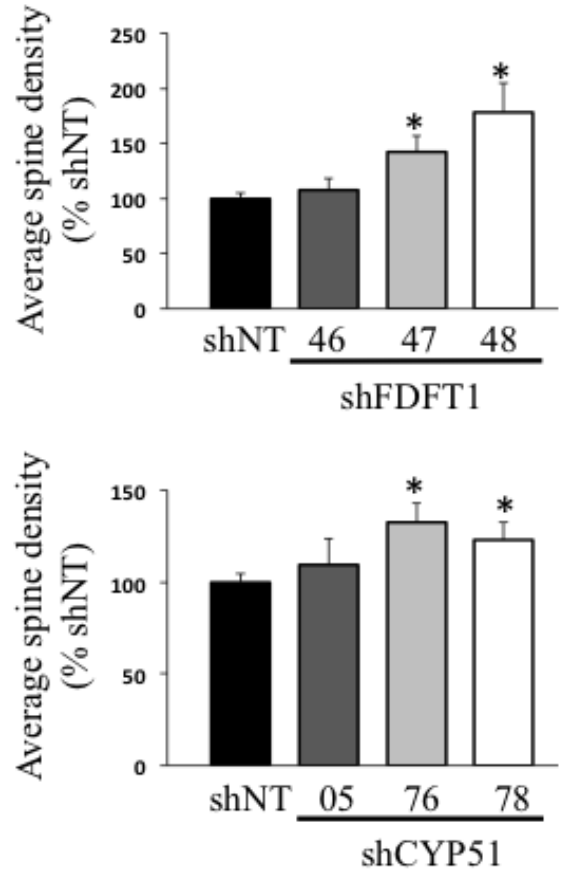 Average spine density
(% shNT)
250
200
150
100
50
0
*
*
shNT 46 47 48
shFDFT1
Average spine density
(% shNT)
150
100
50
0
*
*
shNT 05 76 78
shCYP51